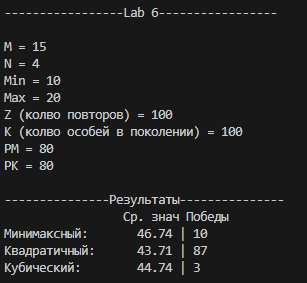 -----------------Lab 6-----------------
M = 15
N = 4
Min = 10
Max = 20
Z (колво повторов) = 100
K (колво особей в поколении) = 100
PM = 80
PK = 80
---------------Результаты---------------
Ср. знач Победы
Минимаксный: 46.74 | 10
Квадратичный: 43.71 | 87
Кубический: 44.74 | 3